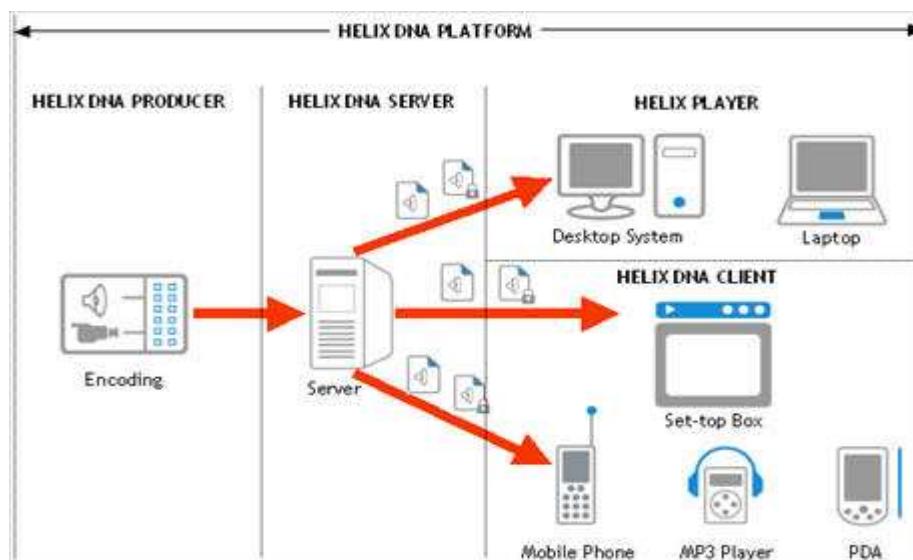 HELIX DNA PLATFORM
HELIX DNA PRODUCER
HELIX DNA SERVER
HELIX PLAYER
Desktop System
Laptop
HELIX DNA CLIENT
Encoding
Server
Set-top Box
Mobile Phone
MP3 Player
PDA